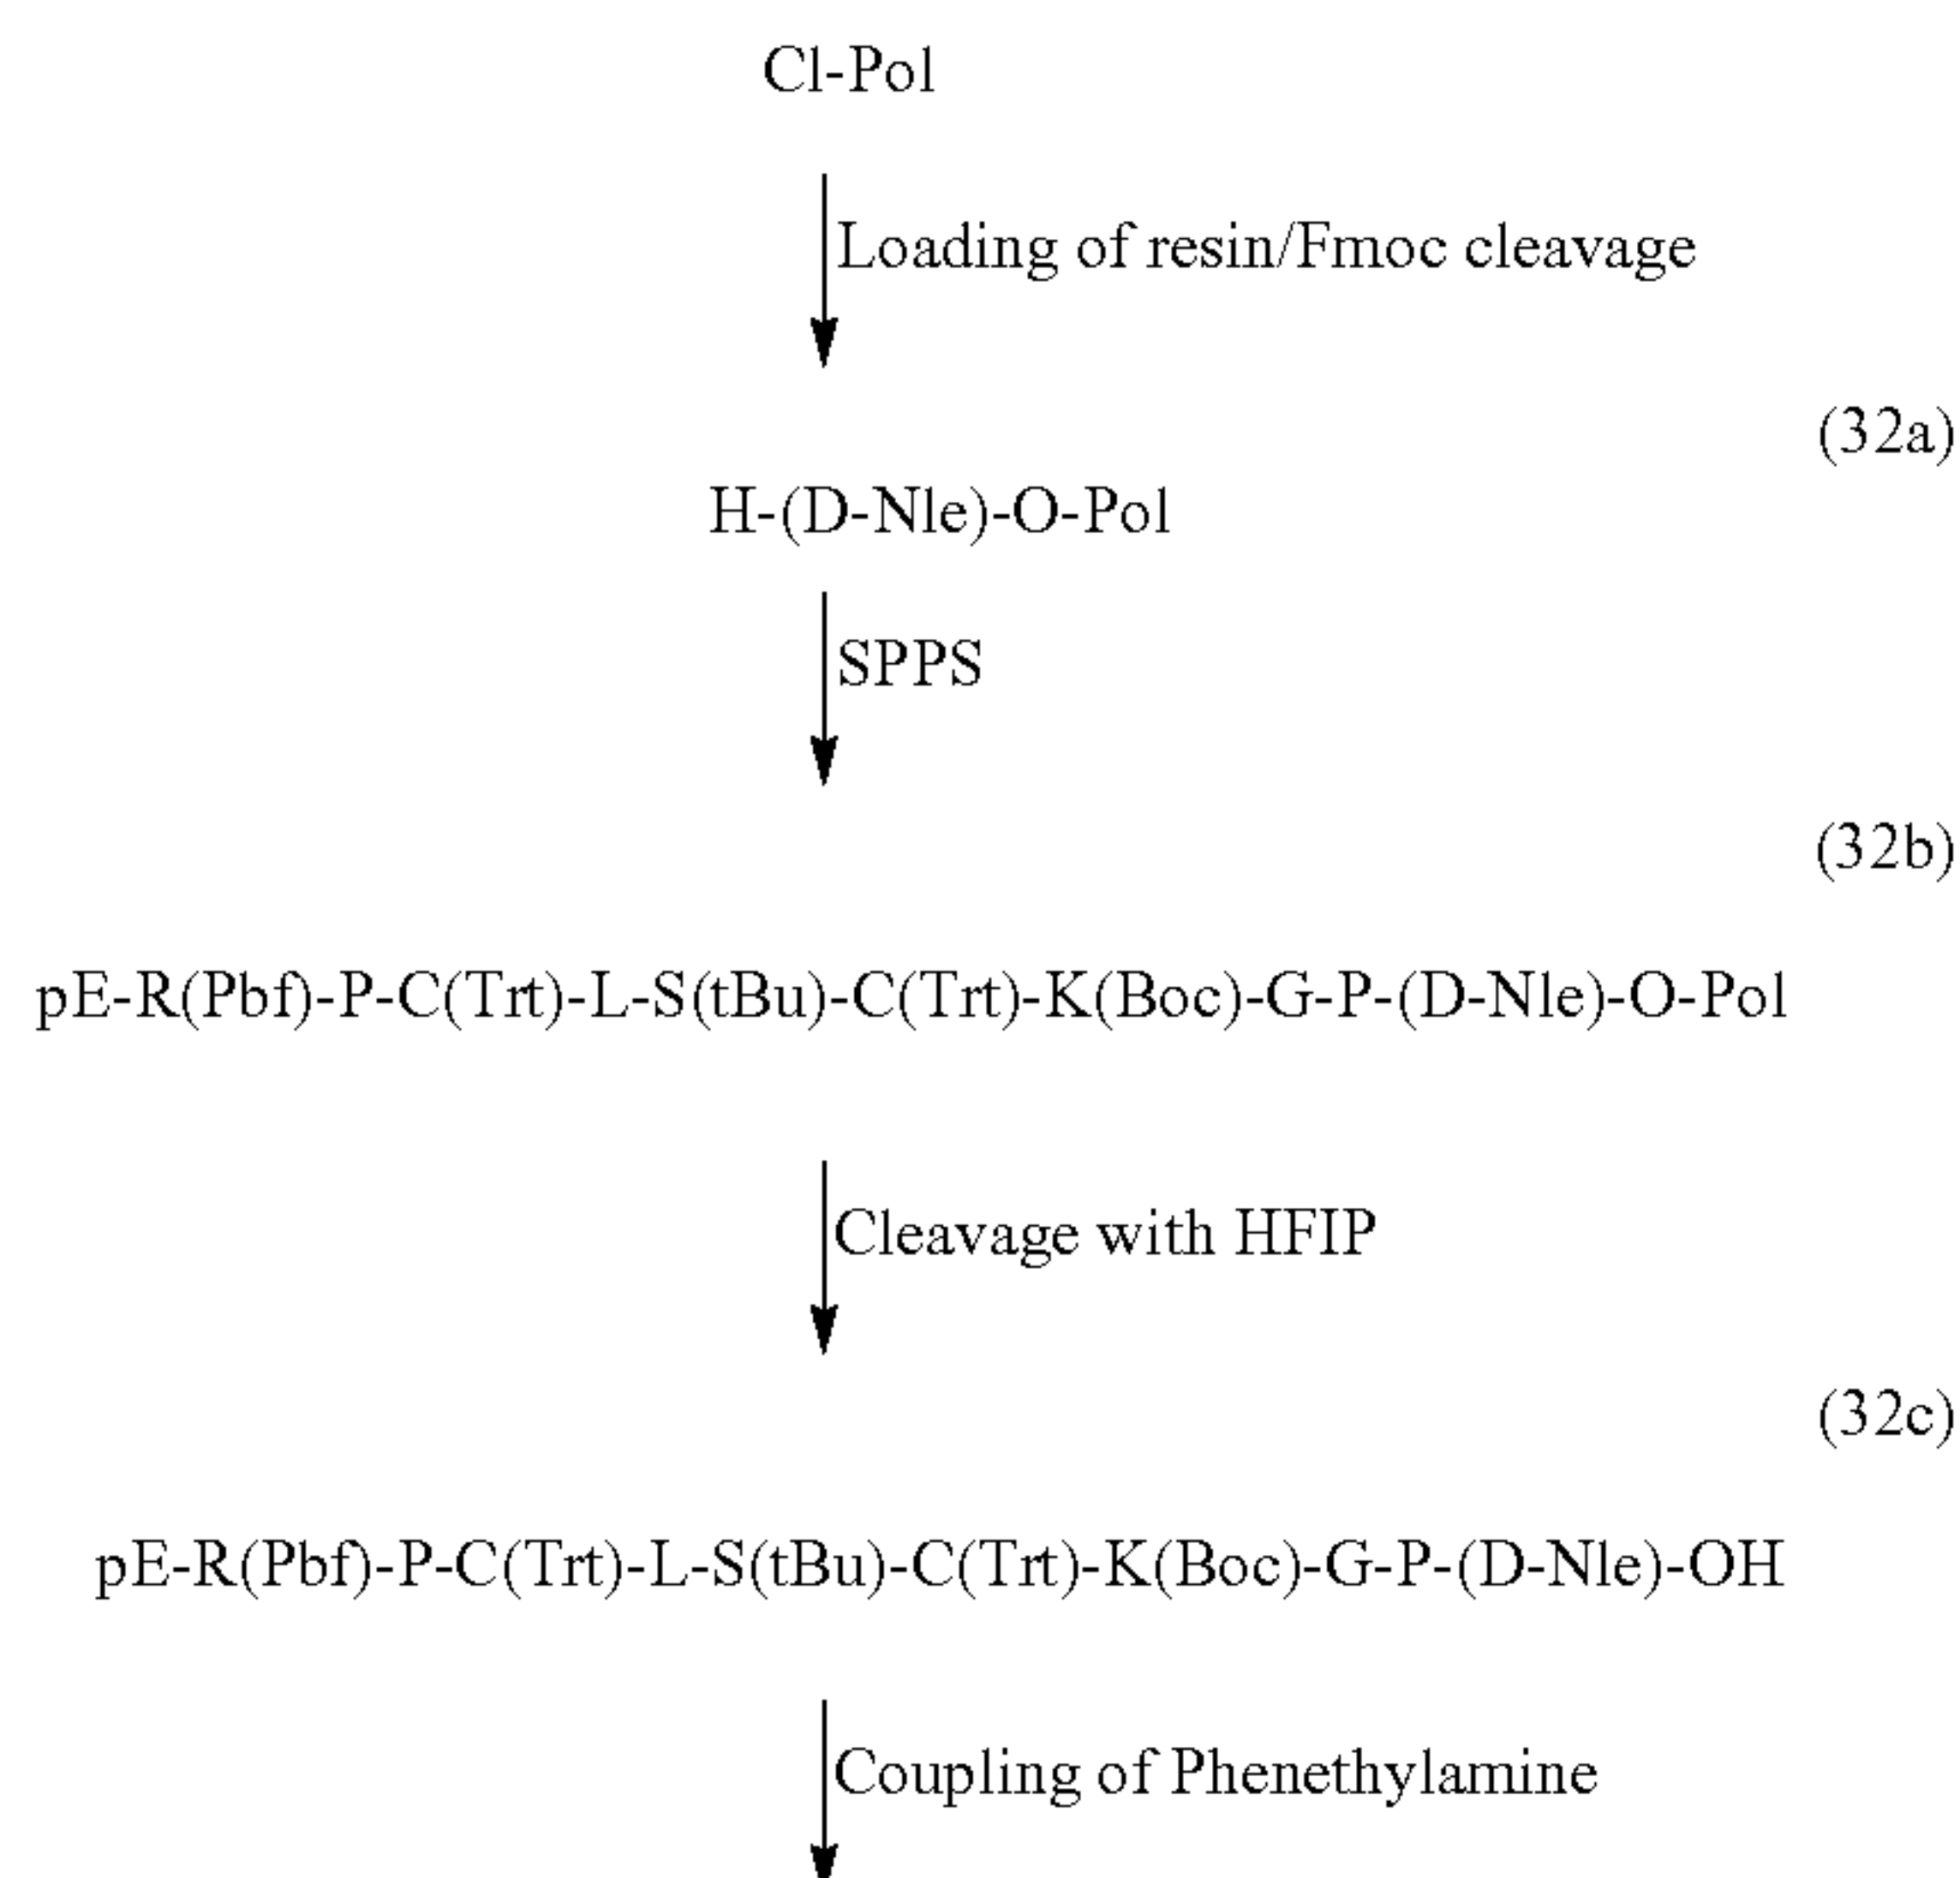 Cl-Pol
Loading of resin/Fmoc cleavage
(32a)
H-(D-Nle)-O-Pol
SPPS
(32b)
pE-R(Pbf)-P-C(Trt)-L-S(tBu)-C(Trt)-K(Boc)-G-P-(D-Nle)-O-Pol
Cleavage with HFIP
(32c)
pE-R(Pbf)-P-C(Trt)-L-S(tBu)-C(Trt)-K(Boc)-G-P-(D-Nle)-OH
Coupling of Phenethylamine